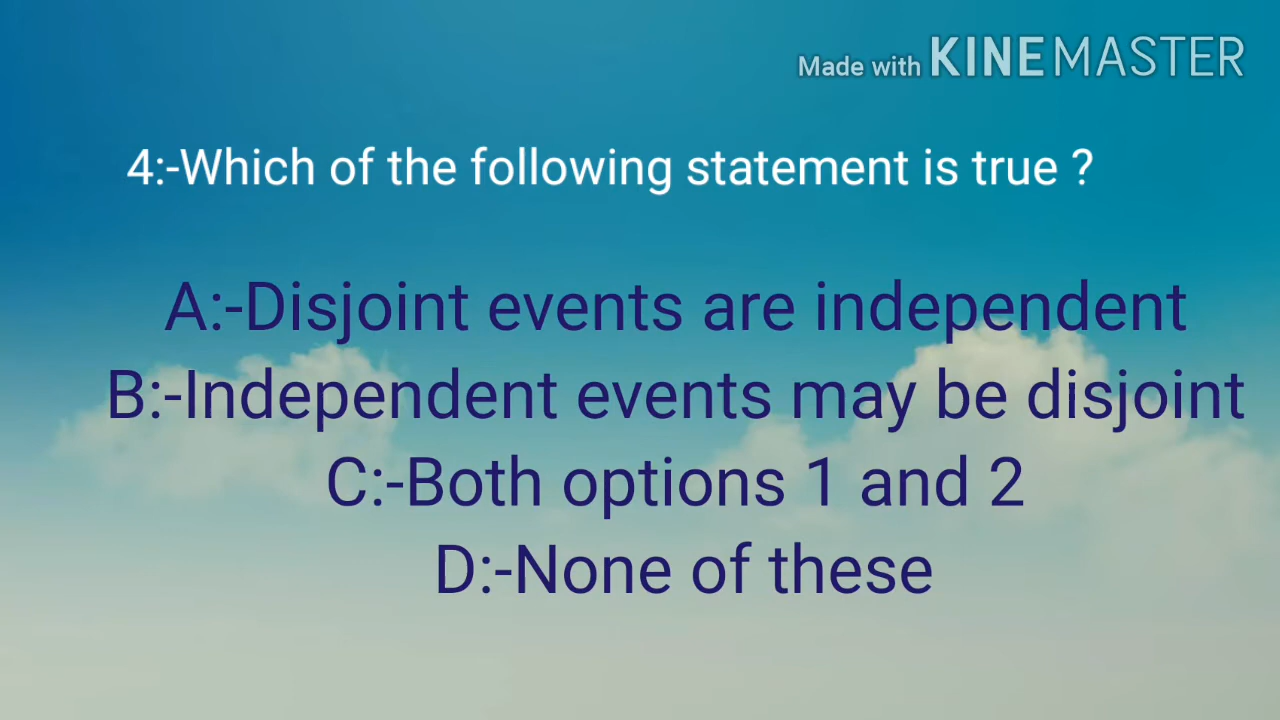 Made with KINEMASTER
4:-Which of the following statement is true ?
A:-Disjoint events are independent
B:-Independent events may be disjoint
C:-Both options 1 and 2
D:-None of these